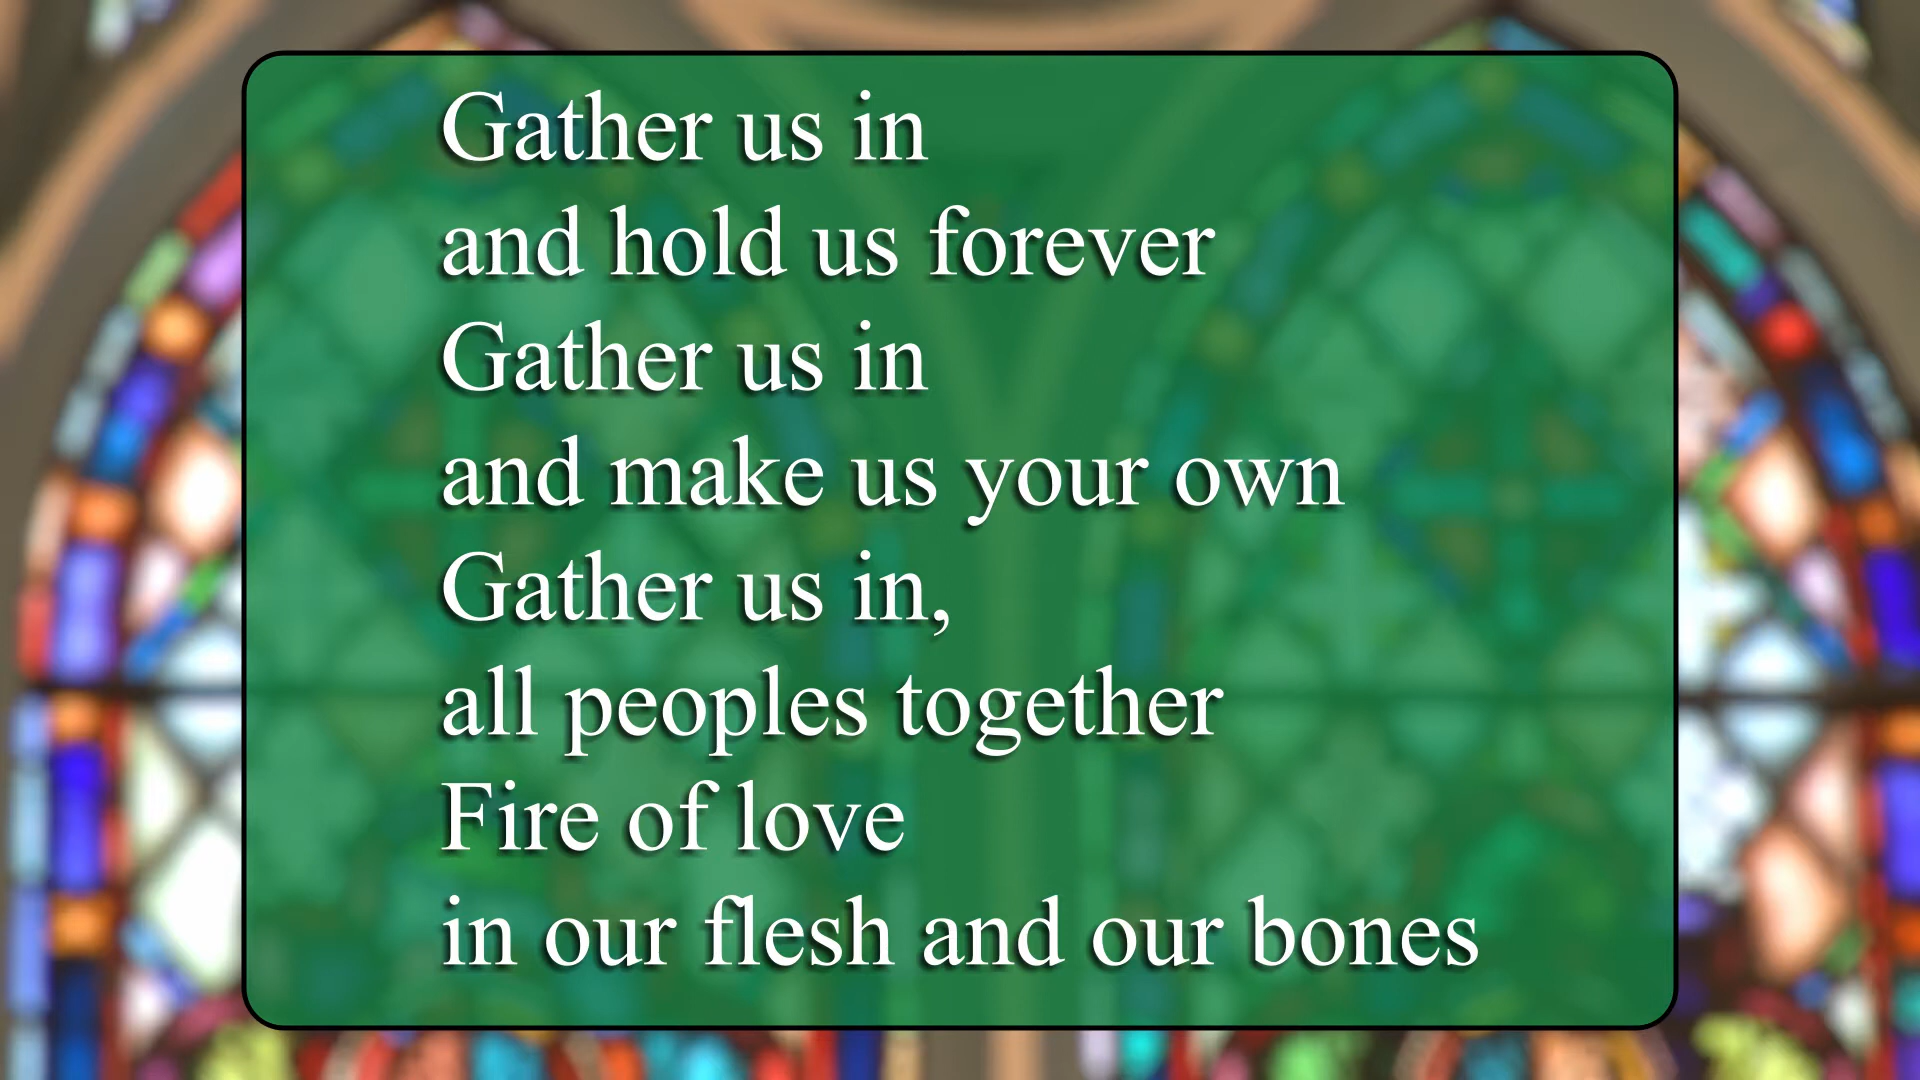 Gather us in
and hold us forever
Gather us in
and make us your own
Gather us in,
all peoples together
Fire of love
in our flesh and our bones